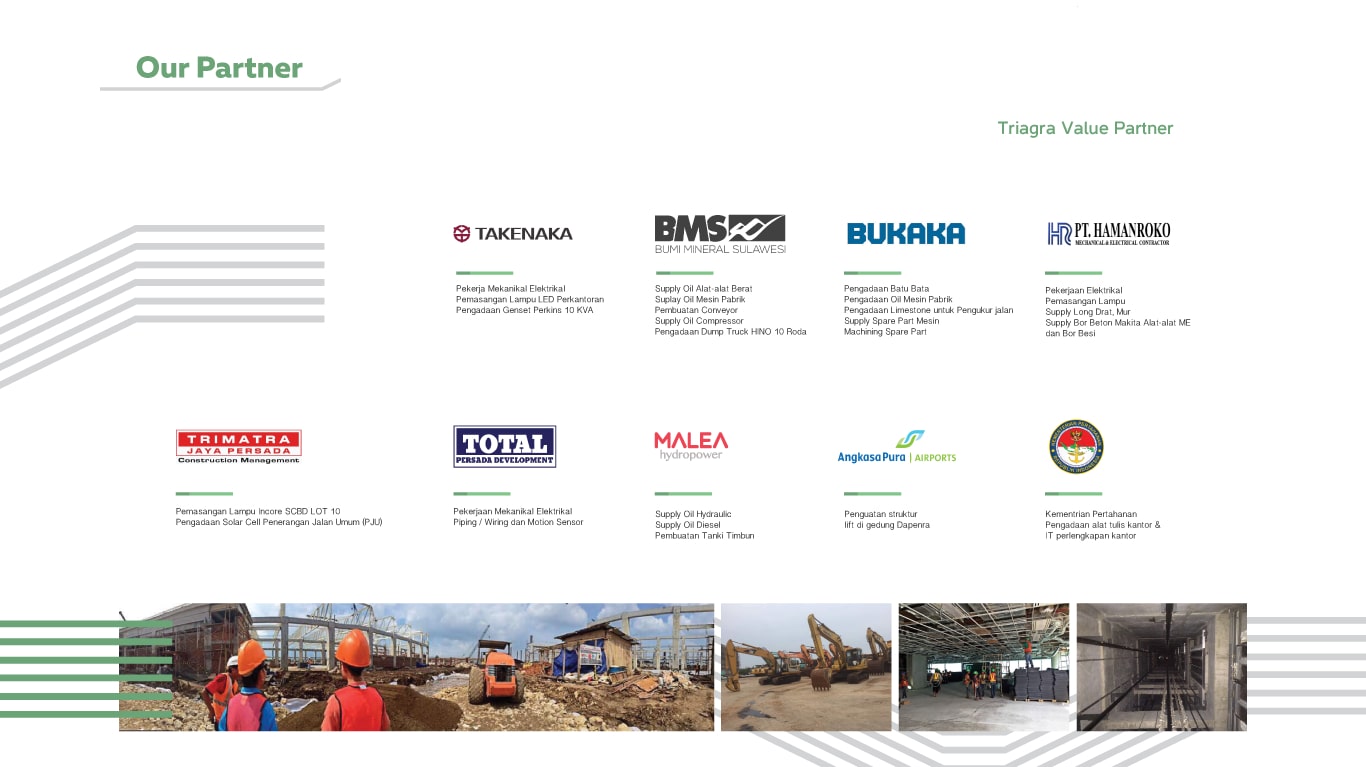 Our Partner
Triagra Value Partner
TAKENAKA
Pekerja Mekanikal Elektrikal
Pemasangan Lampu LED Perkantoran
Pengadaan Genset Perkins 10 KVA
BMS
BUMI MINERAL SULAWESI
Supply Oil Alat-alat Berat
Suplay Oil Mesin Pabrik
Pembuatan Conveyor
Supply Oil Compressor
Pengadaan Dump Truck HINO 10 Roda
BUKAKA
Pengadaan Batu Bata
Pengadaan Oil Mesin Pabrik
Pengadaan Limestone untuk Pengukur jalan
Supply Spare Part Mesin
Machining Spare Part
HR PT. HAMANROKO
MECHANICAL & ELECTRICAL CONTRACTOR
Pekerjaan Elektrikal
Pemasangan Lampu
Supply Long Drat, Mur
Supply Bor Beton Makita Alat-alat ME
dan Bor Besi
TRIMATRA
JAYA PERSADA
Construction Management
Pemasangan Lampu Incore SCBD LOT 10
Pengadaan Solar Cell Penerangan Jalan Umum (PJU)
TOTAL
PERSADA DEVELOPMENT
Pekerjaan Mekanikal Elektrikal
Piping / Wiring dan Motion Sensor
MALEA
hydropower
Supply Oil Hydraulic
Supply Oil Diesel
Pembuatan Tanki Timbun
AngkasaPura | AIRPORTS
Penguatan struktur
lift di gedung Dapenra
KEMENTERIAN PERTAHANAN
REPUBLIK INDONESIA
Kementrian Pertahanan
Pengadaan alat tulis kantor &
IT perlengkapan kantor